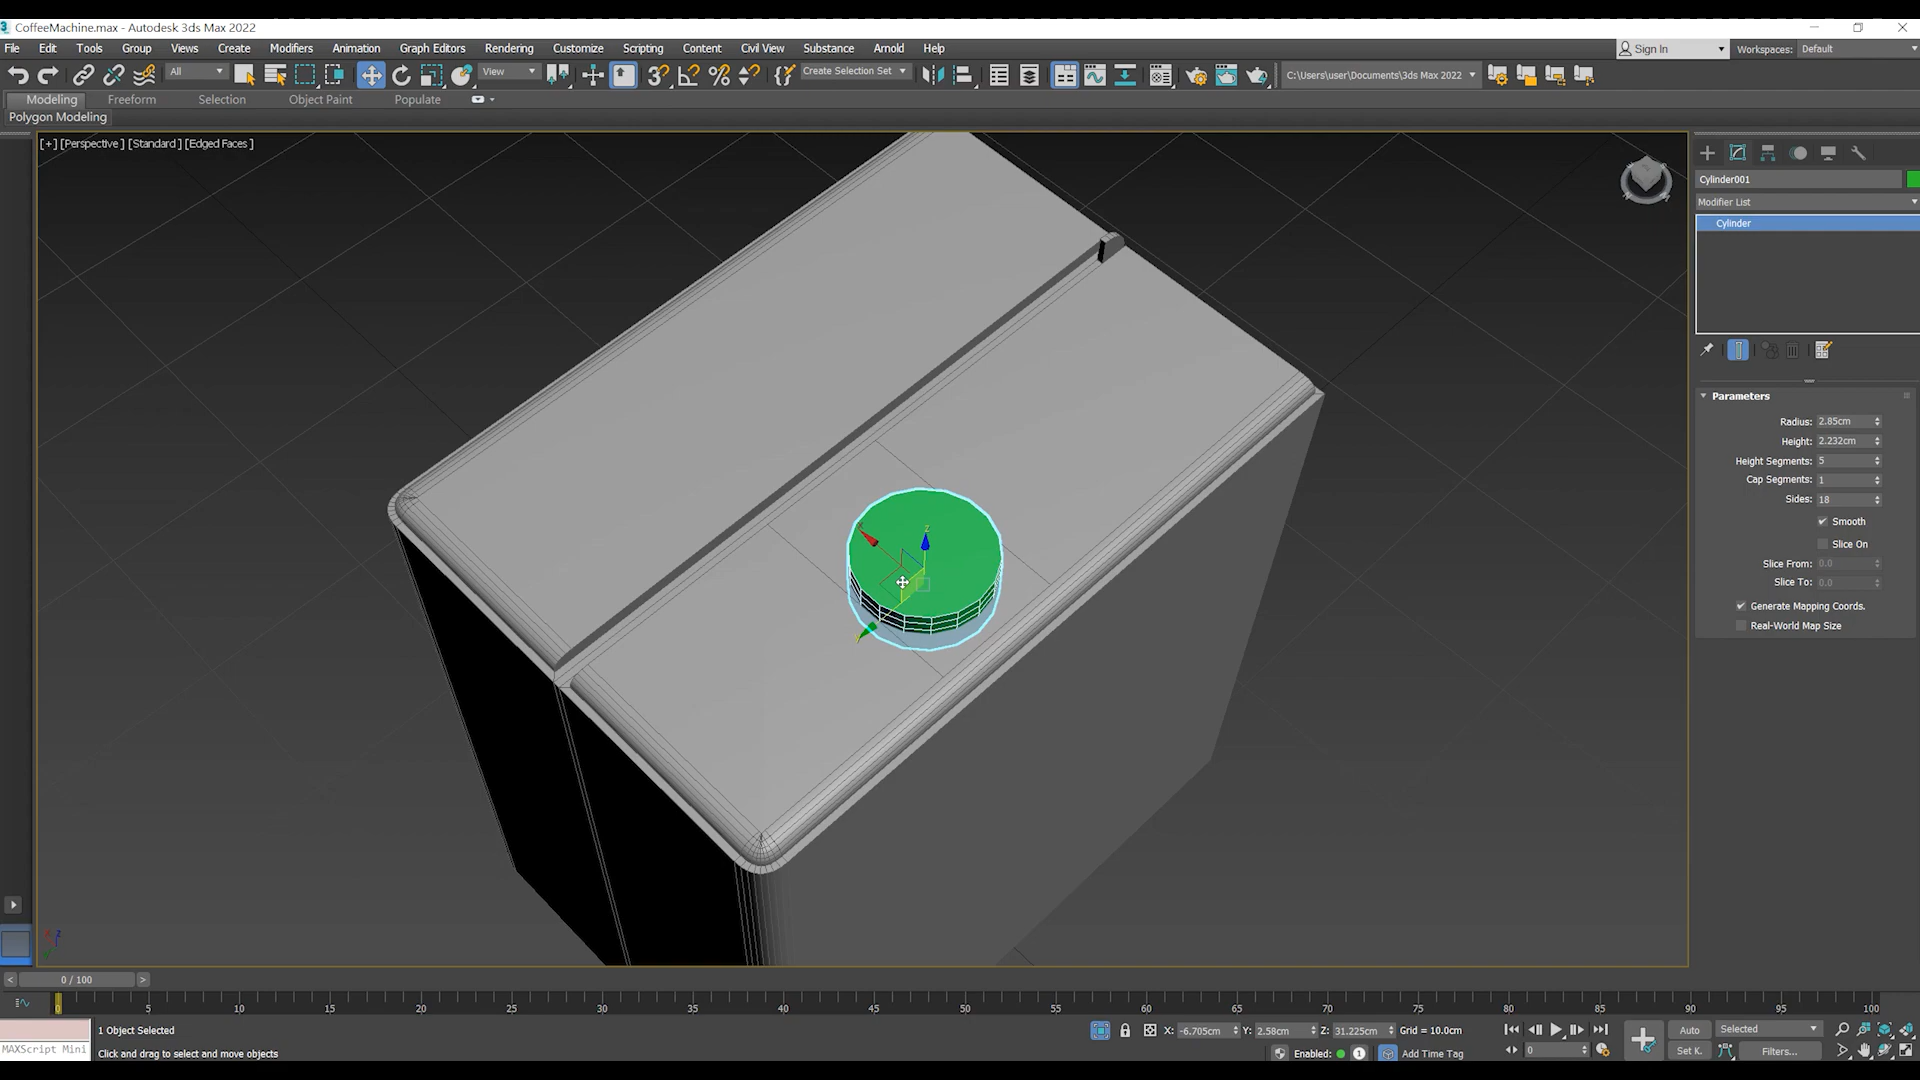 CoffeeMachine.max - Autodesk 3ds Max 2022
File Edit Tools Group Views Create Modifiers Animation Graph Editors Rendering Customize Scripting Content Civil View Substance Arnold Help
Sign In Workspaces: Default
All View Create Selection Set C:\Users\user\Documents\3ds Max 2022
Modeling Freeform Selection Object Paint Populate
Polygon Modeling
[+] [Perspective ] [Standard ] [Edged Faces ]
Cylinder001
Modifier List
Cylinder
Parameters
Radius: 2.85cm
Height: 2.232cm
Height Segments: 5
Cap Segments: 1
Sides: 18
Smooth
Slice On
Slice From: 0.0
Slice To: 0.0
Generate Mapping Coords.
Real-World Map Size
< 0 / 100 >
0 5 10 15 20 25 30 35 40 45 50 55 60 65 70 75 80 85 90 95 100
1 Object Selected X: -6.705cm Y: 2.58cm Z: 31.225cm Grid = 10.0cm Auto Selected
MAXScript Mini Click and drag to select and move objects Enabled: 1 Add Time Tag 0 Set K. Filters...